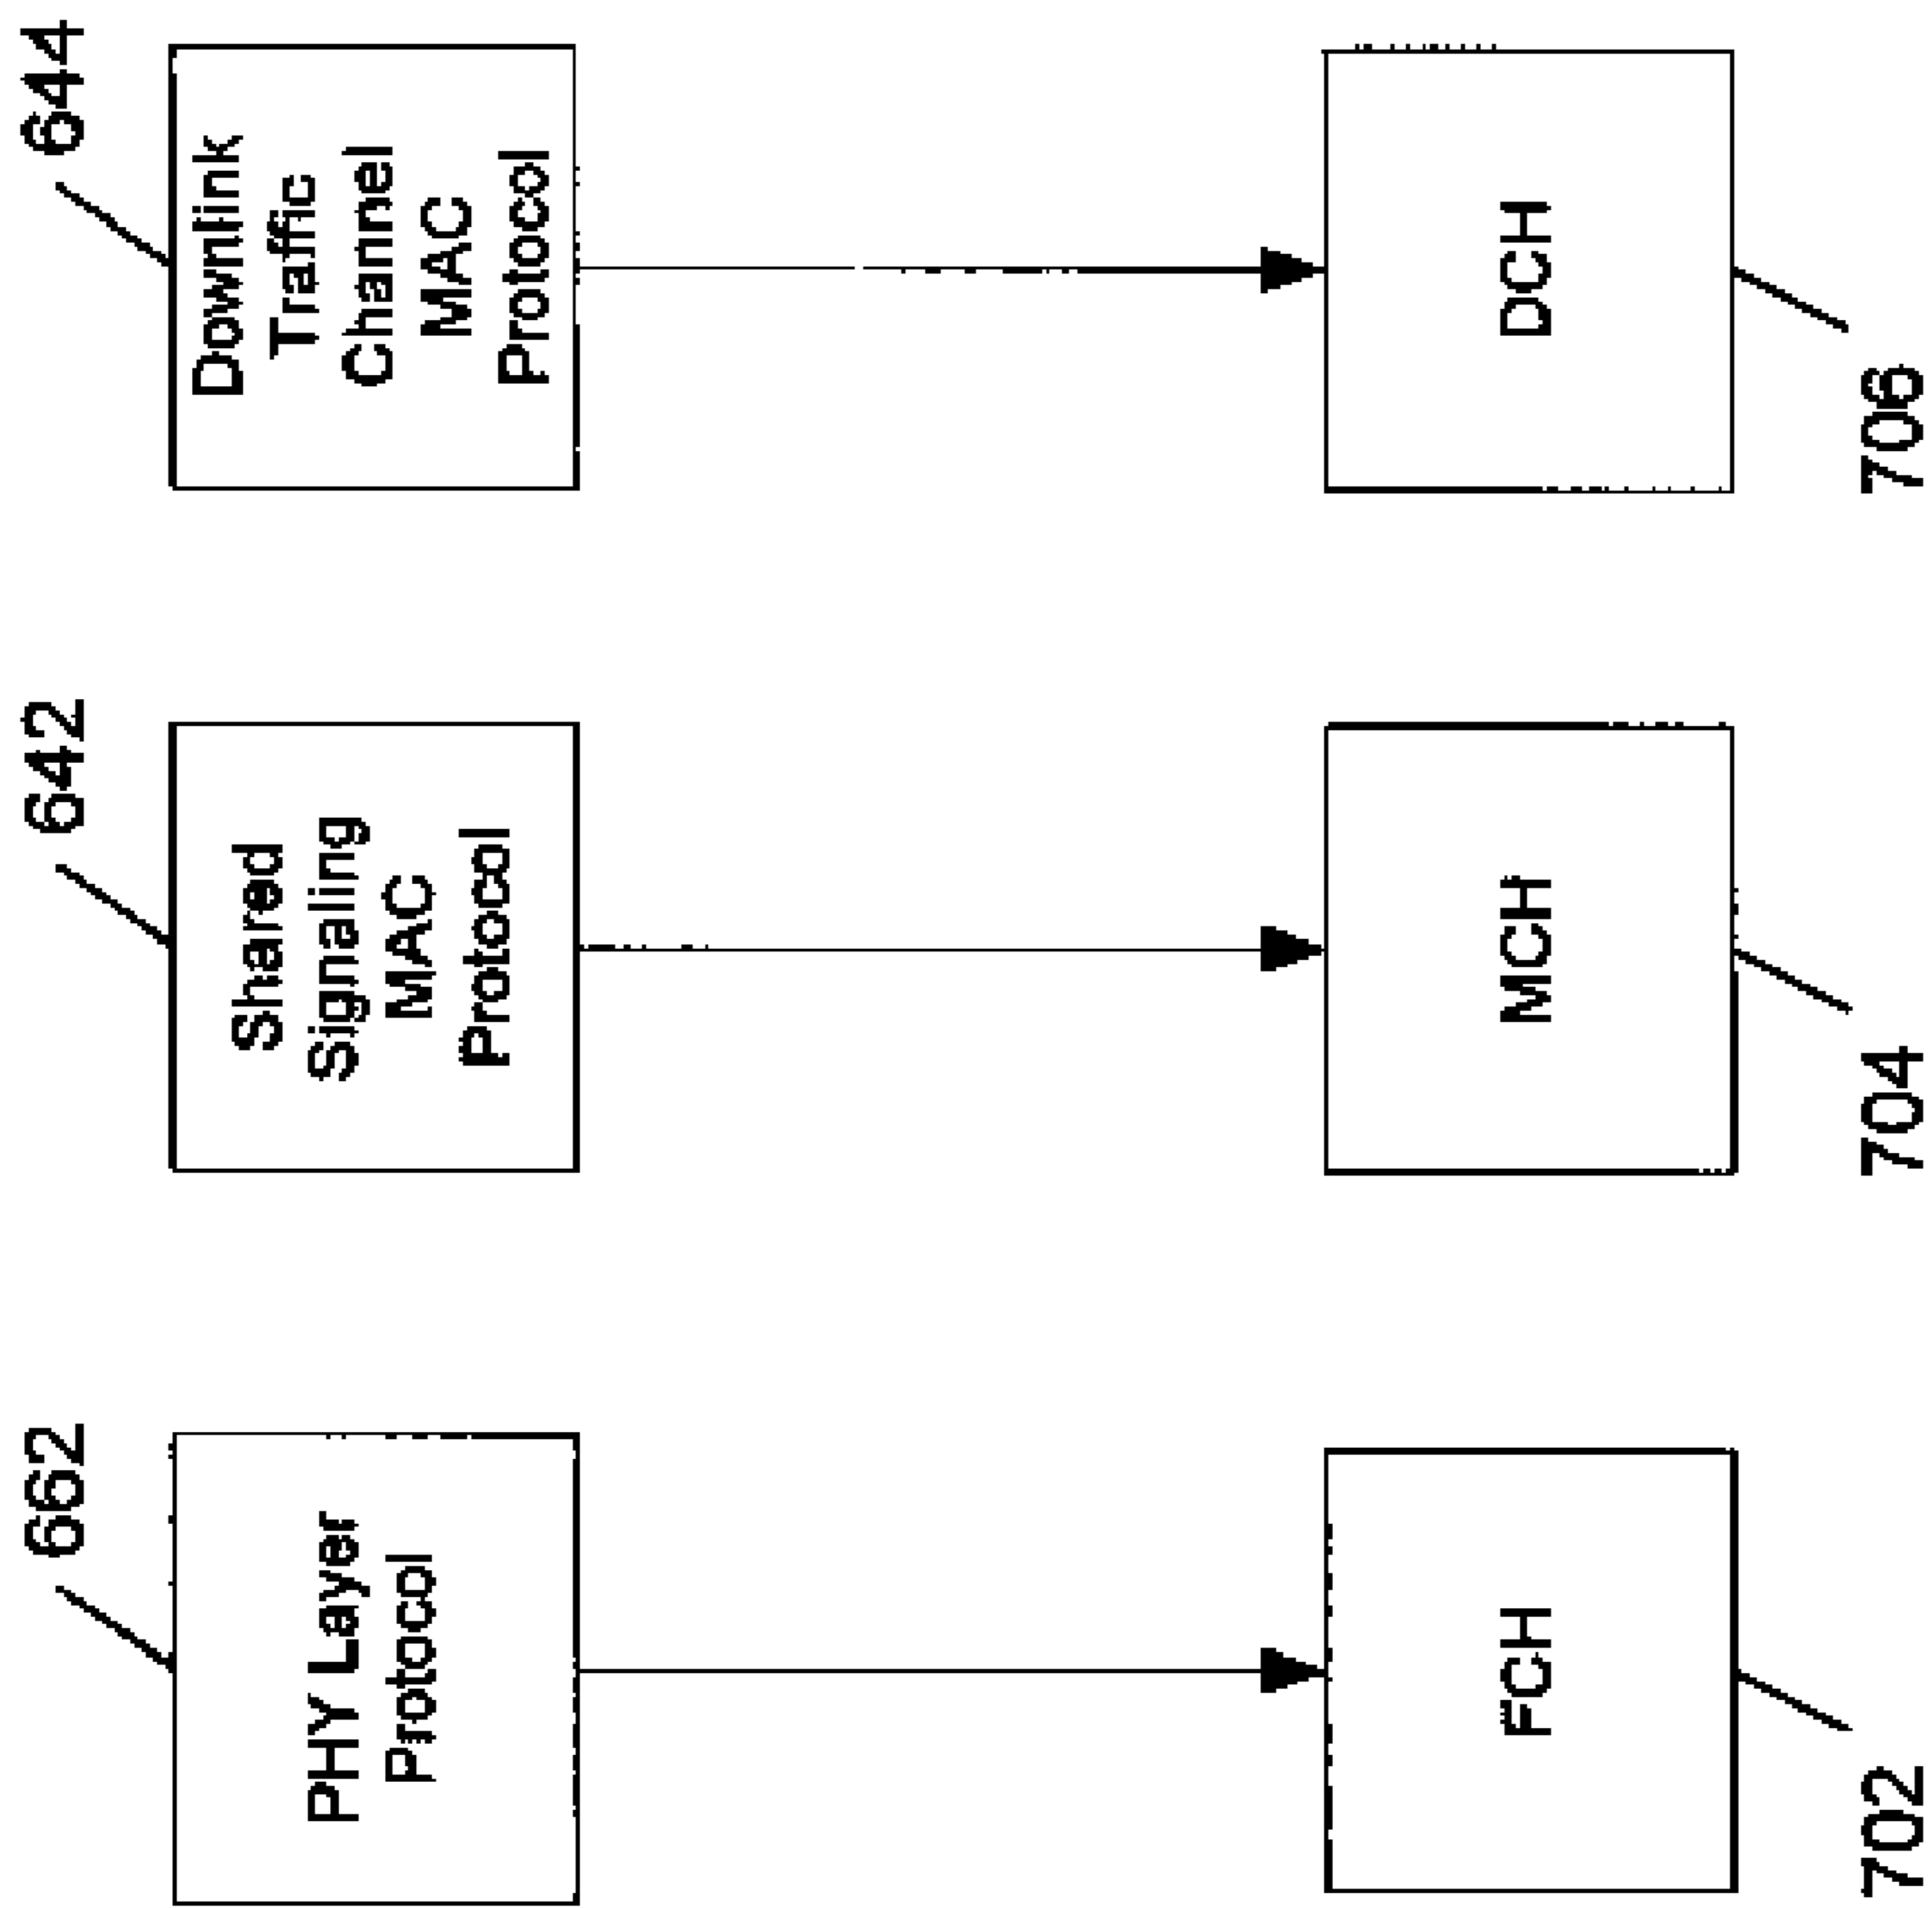 662
642
644
PHY Layer
Protocol
Shared
Signaling
MAC
Protocol
Downlink
Traffic
Channel
MAC
Protocol
FCH
MCH
DCH
702
704
706